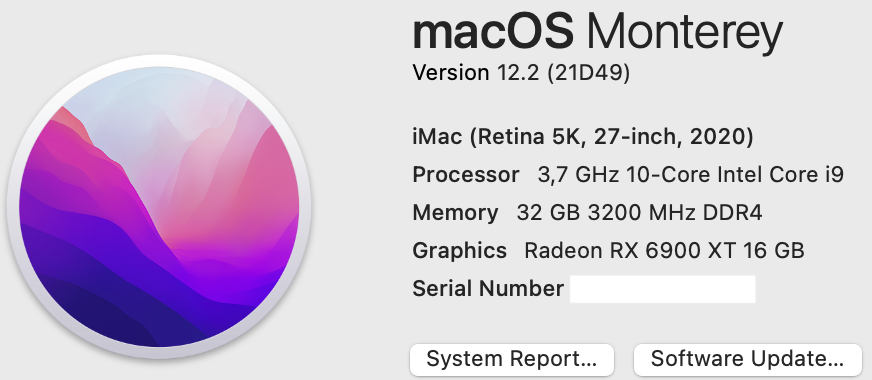 macOS Monterey
Version 12.2 (21D49)
iMac (Retina 5K, 27-inch, 2020)
Processor 3,7 GHz 10-Core Intel Core i9
Memory 32 GB 3200 MHz DDR4
Graphics Radeon RX 6900 XT 16 GB
Serial Number
System Report... Software Update...